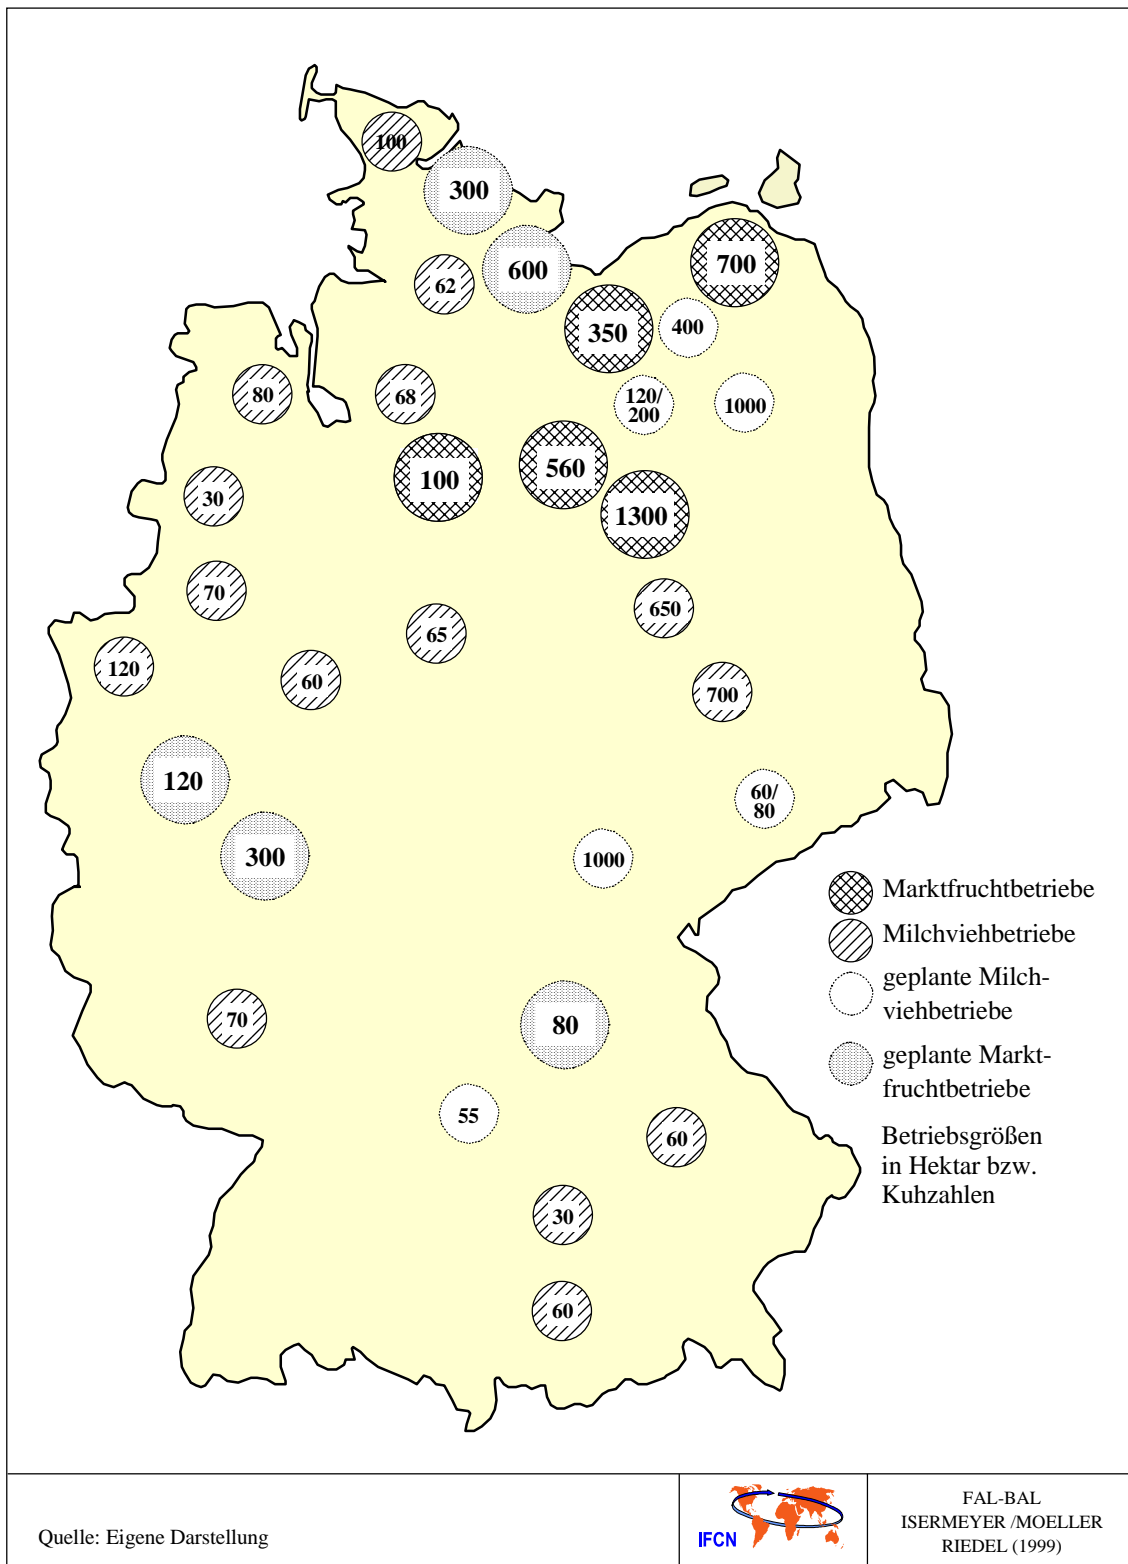 100
300
600
700
62
350
400
80
68
120/
200
1000
100
560
30
1300
70
650
65
120
60
700
120
60/
80
300
1000
Marktfruchtbetriebe
Milchviehbetriebe
geplante Milch-
viehbetriebe
70
80
geplante Markt-
fruchtbetriebe
55
60
Betriebsgrößen
in Hektar bzw.
Kuhzahlen
30
60
Quelle: Eigene Darstellung
IFCN
FAL-BAL
ISERMEYER /MOELLER
RIEDEL (1999)